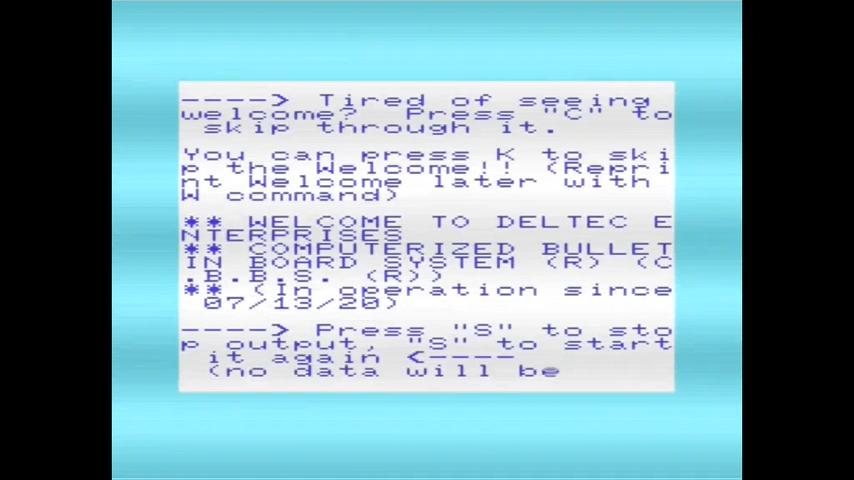 ----> Tired of seeing
welcome?  Press "C" to
 skip through it.
You can press K to ski
p the Welcome!! (Repri
nt Welcome later with
W command)
** WELCOME TO DELTEC E
NTERPRISES
** COMPUTERIZED BULLET
IN BOARD SYSTEM (R) (C
.B.B.S. (R))
** (In operation since
 07/13/20)
----> Press "S" to sto
p output, "S" to start
 it again <----
 (no data will be